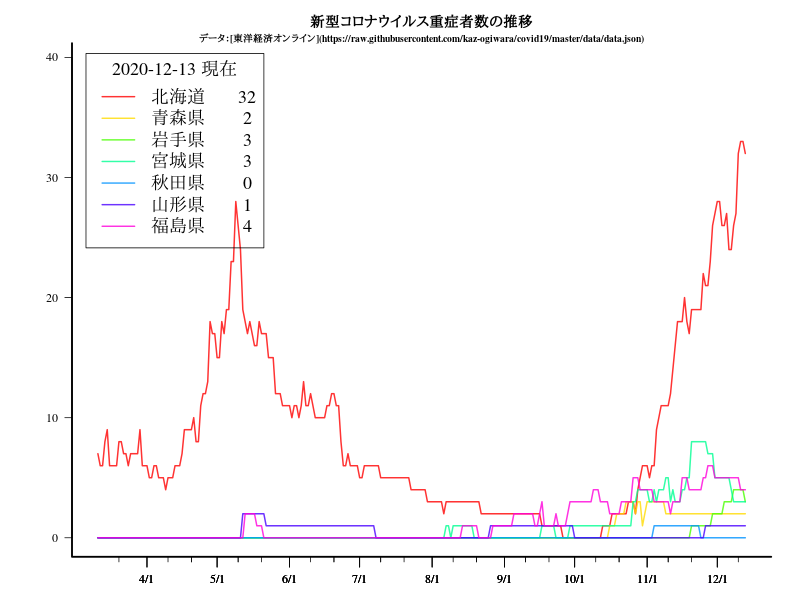 新型コロナウイルス重症者数の推移
データ:[東洋経済オンライン](https://raw.githubusercontent.com/kaz-ogiwara/covid19/master/data/data.json)
2020-12-13 現在
北海道 32
青森県 2
岩手県 3
宮城県 3
秋田県 0
山形県 1
福島県 4
40
30
20
10
0
4/1 5/1 6/1 7/1 8/1 9/1 10/1 11/1 12/1